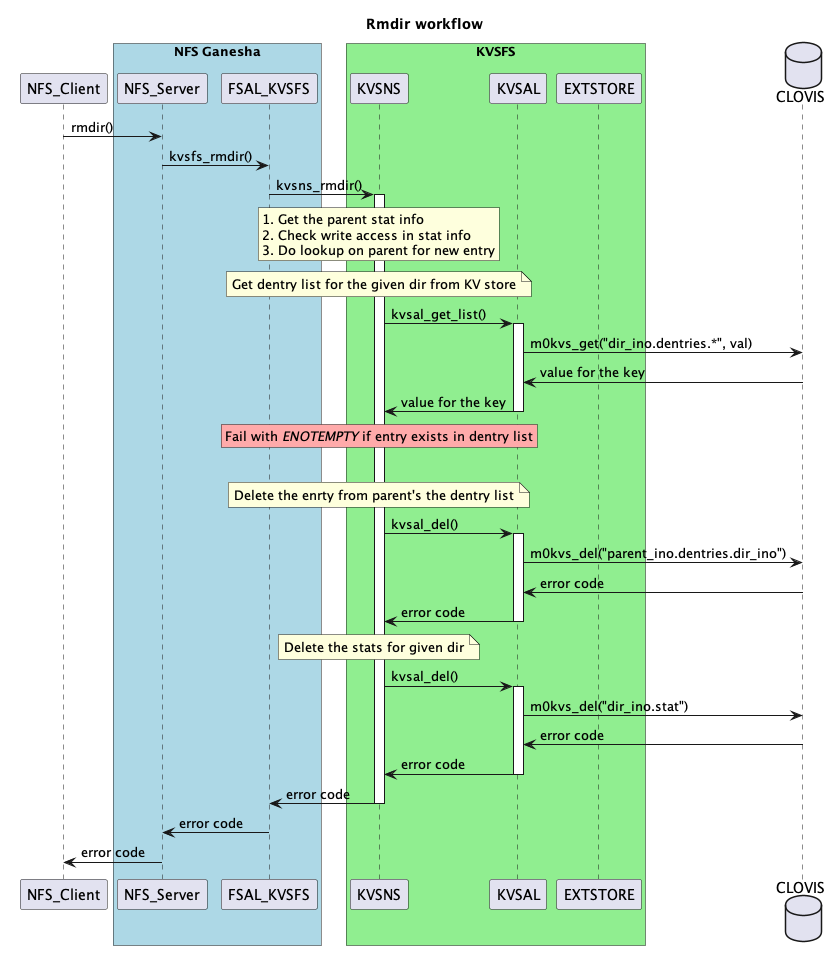 Rmdir workflow
NFS Ganesha
KVSFS
NFS_Client
NFS_Server
FSAL_KVSFS
KVSNS
KVSAL
EXTSTORE
CLOVIS
rmdir()
kvsfs_rmdir()
kvsns_rmdir()
1. Get the parent stat info
2. Check write access in stat info
3. Do lookup on parent for new entry
Get dentry list for the given dir from KV store
kvsal_get_list()
m0kvs_get("dir_ino.dentries.*", val)
value for the key
value for the key
Fail with ENOTEMPTY if entry exists in dentry list
Delete the enrty from parent's the dentry list
kvsal_del()
m0kvs_del("parent_ino.dentries.dir_ino")
error code
error code
Delete the stats for given dir
kvsal_del()
m0kvs_del("dir_ino.stat")
error code
error code
error code
error code
error code
NFS_Client
NFS_Server
FSAL_KVSFS
KVSNS
KVSAL
EXTSTORE
CLOVIS